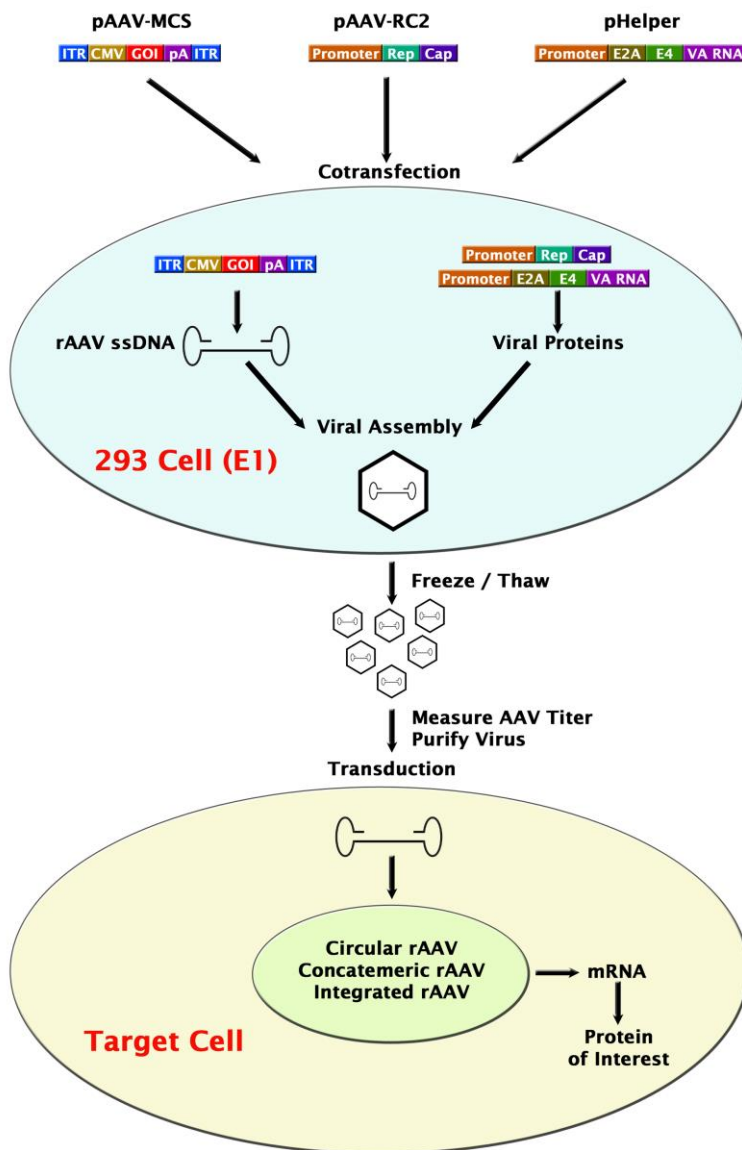 pAAV-MCS
ITR CMV GOI pA ITR
pAAV-RC2
Promoter Rep Cap
pHelper
Promoter E2A E4 VA RNA
Cotransfection
ITR CMV GOI pA ITR
Promoter Rep Cap
Promoter E2A E4 VA RNA
rAAV ssDNA
Viral Proteins
Viral Assembly
293 Cell (E1)
Freeze / Thaw
Measure AAV Titer
Purify Virus
Transduction
Circular rAAV
Concatemeric rAAV
Integrated rAAV
mRNA
Protein
of Interest
Target Cell